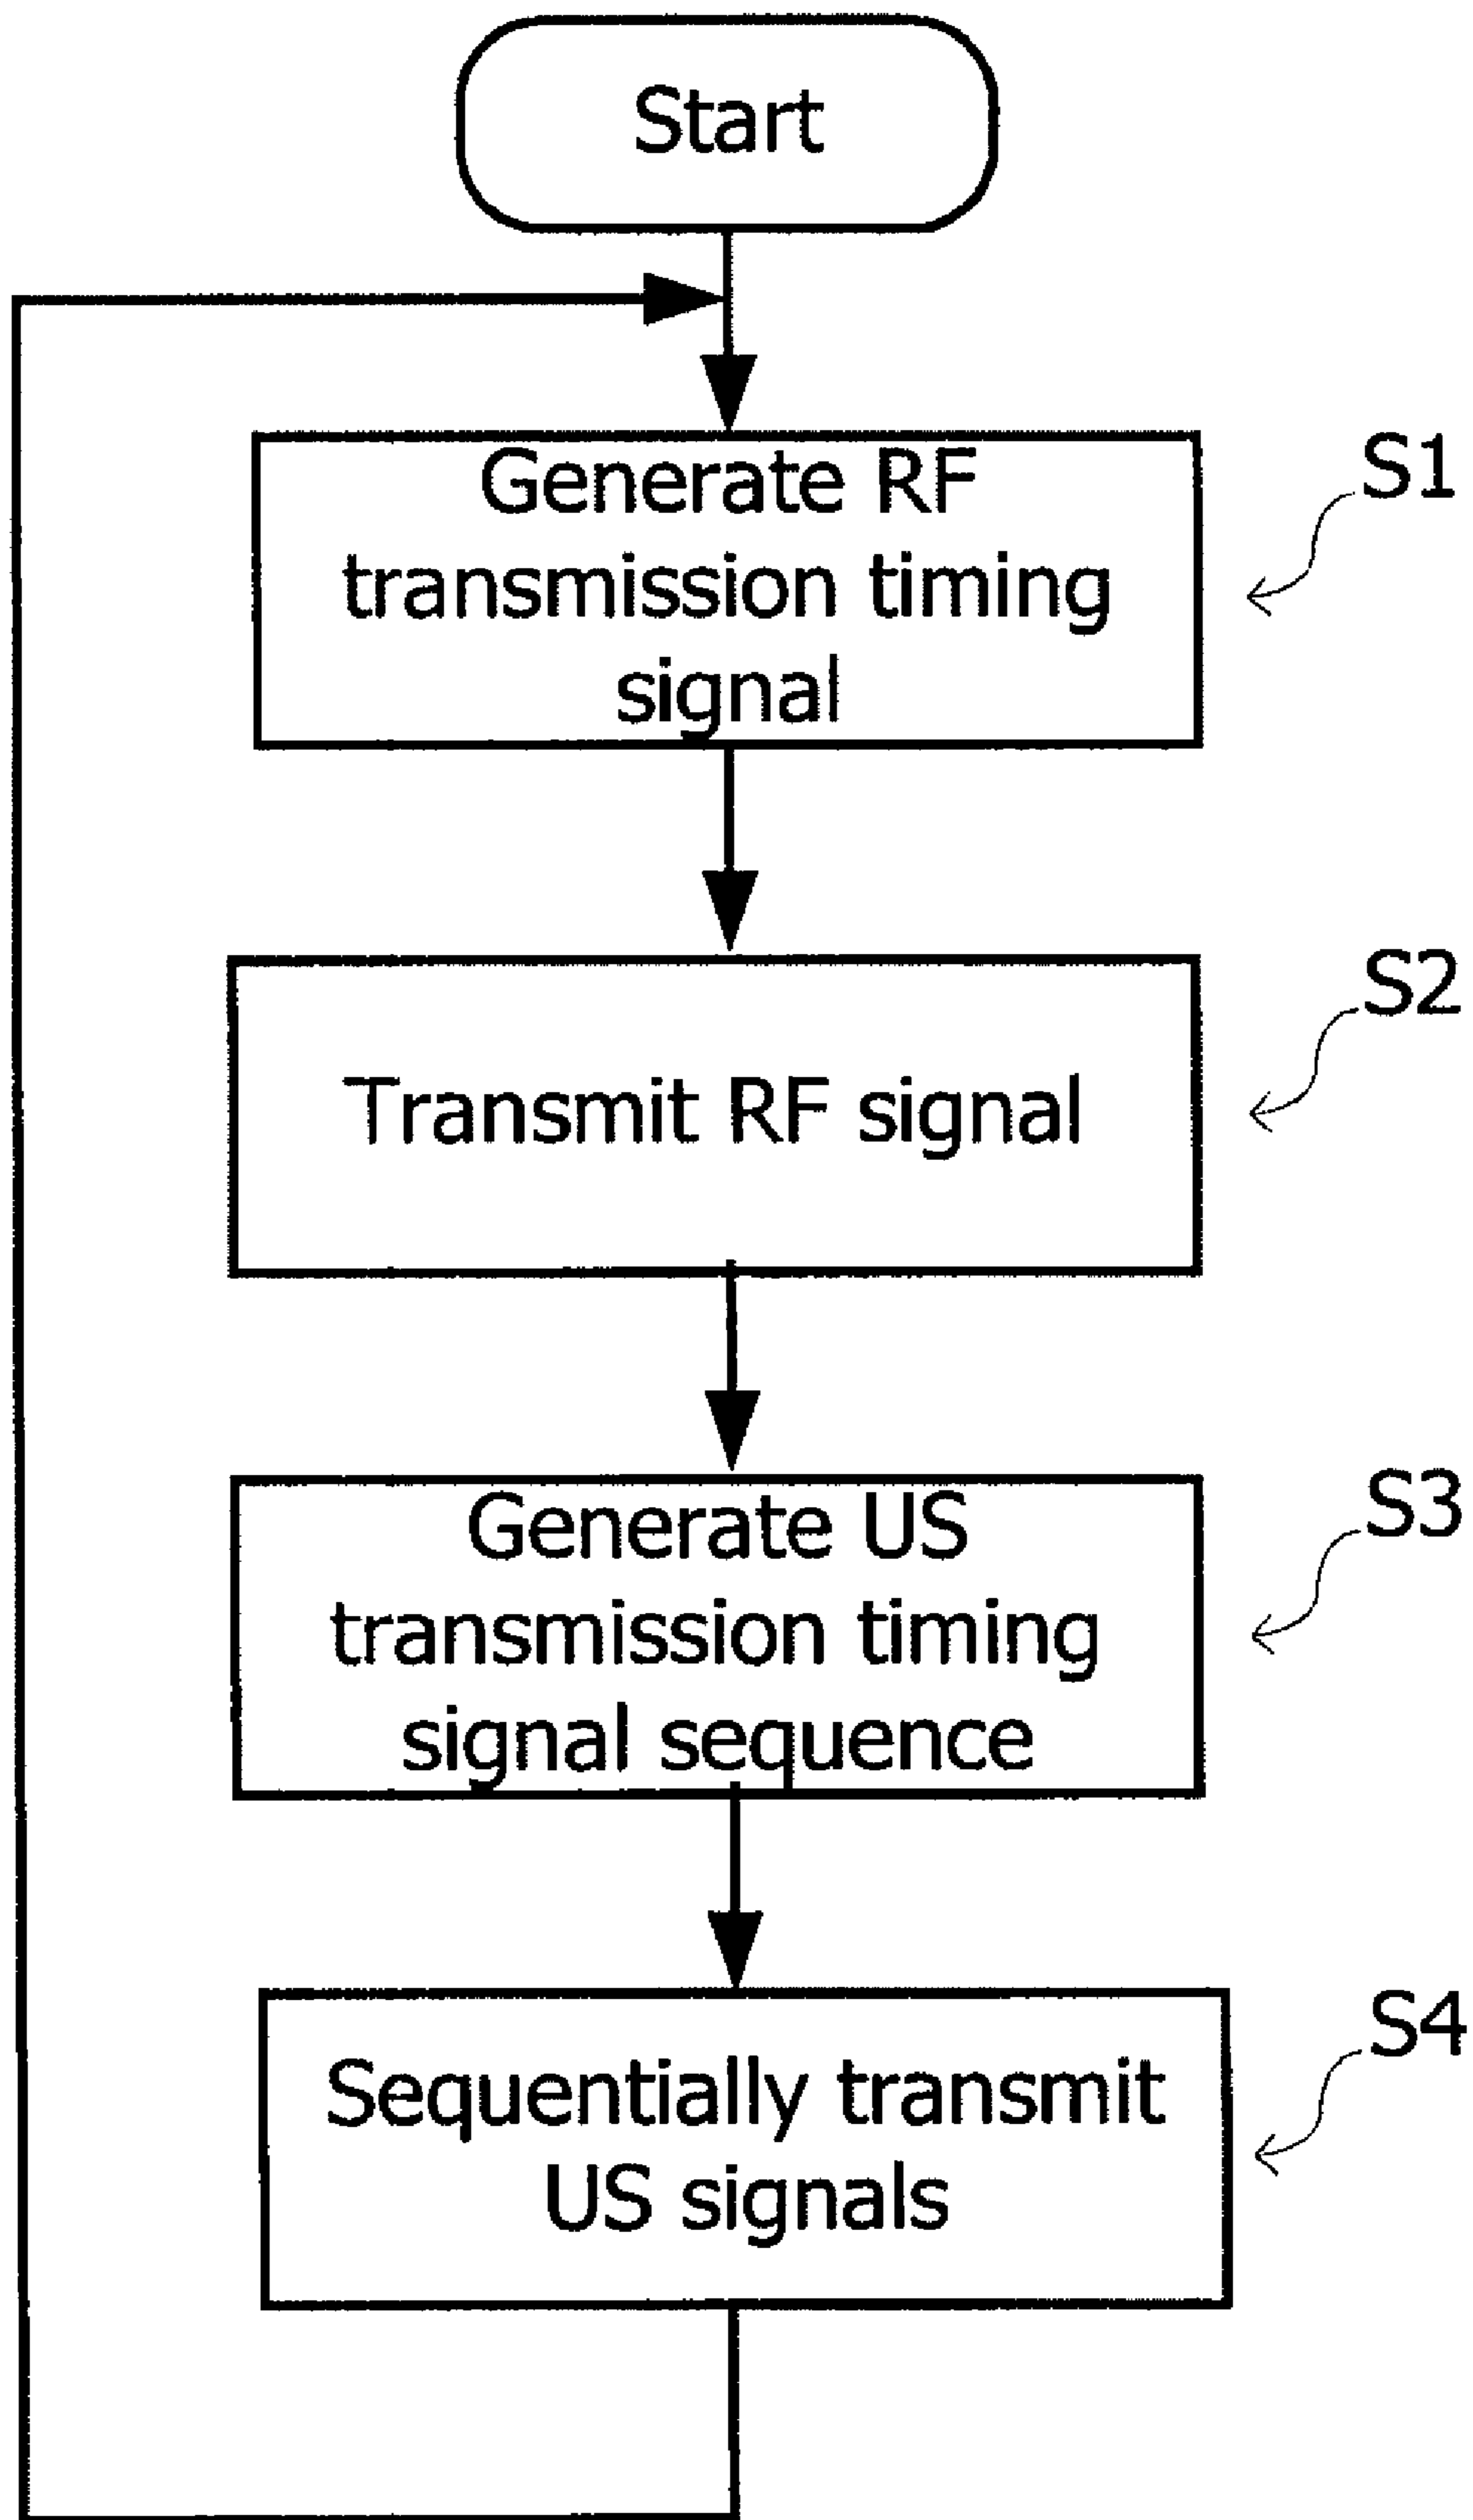 Start
Generate RF
transmission timing
signal
S1
Transmit RF signal
S2
Generate US
transmission timing
signal sequence
S3
Sequentially transmit
US signals
S4